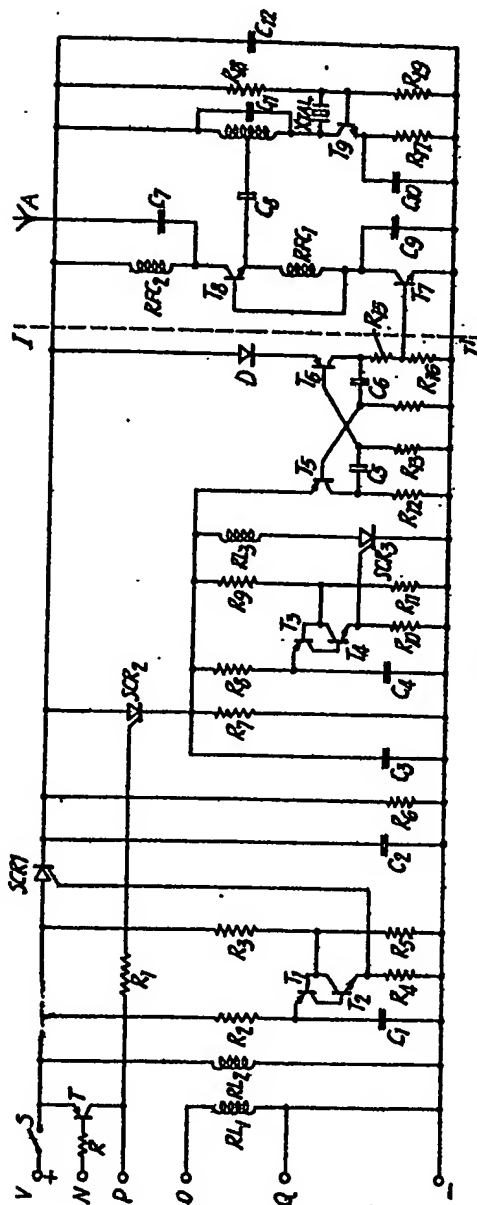 V
+
S
N
R
T
P
O
Q
−
RL1
RL2
R1
R2
R3
T1
T2
C1
R4
R5
SCR1
C2
R6
C3
SCR2
R7
R8
C4
R9
T3
T4
R10
R11
RL3
SCR3
T5
R12
C5
R13
T6
D
C6
R15
R16
I
II
A
RFC2
C7
T8
RFC1
T7
C9
C8
C11
XTAL
T9
C10
R17
R18
R19
C12